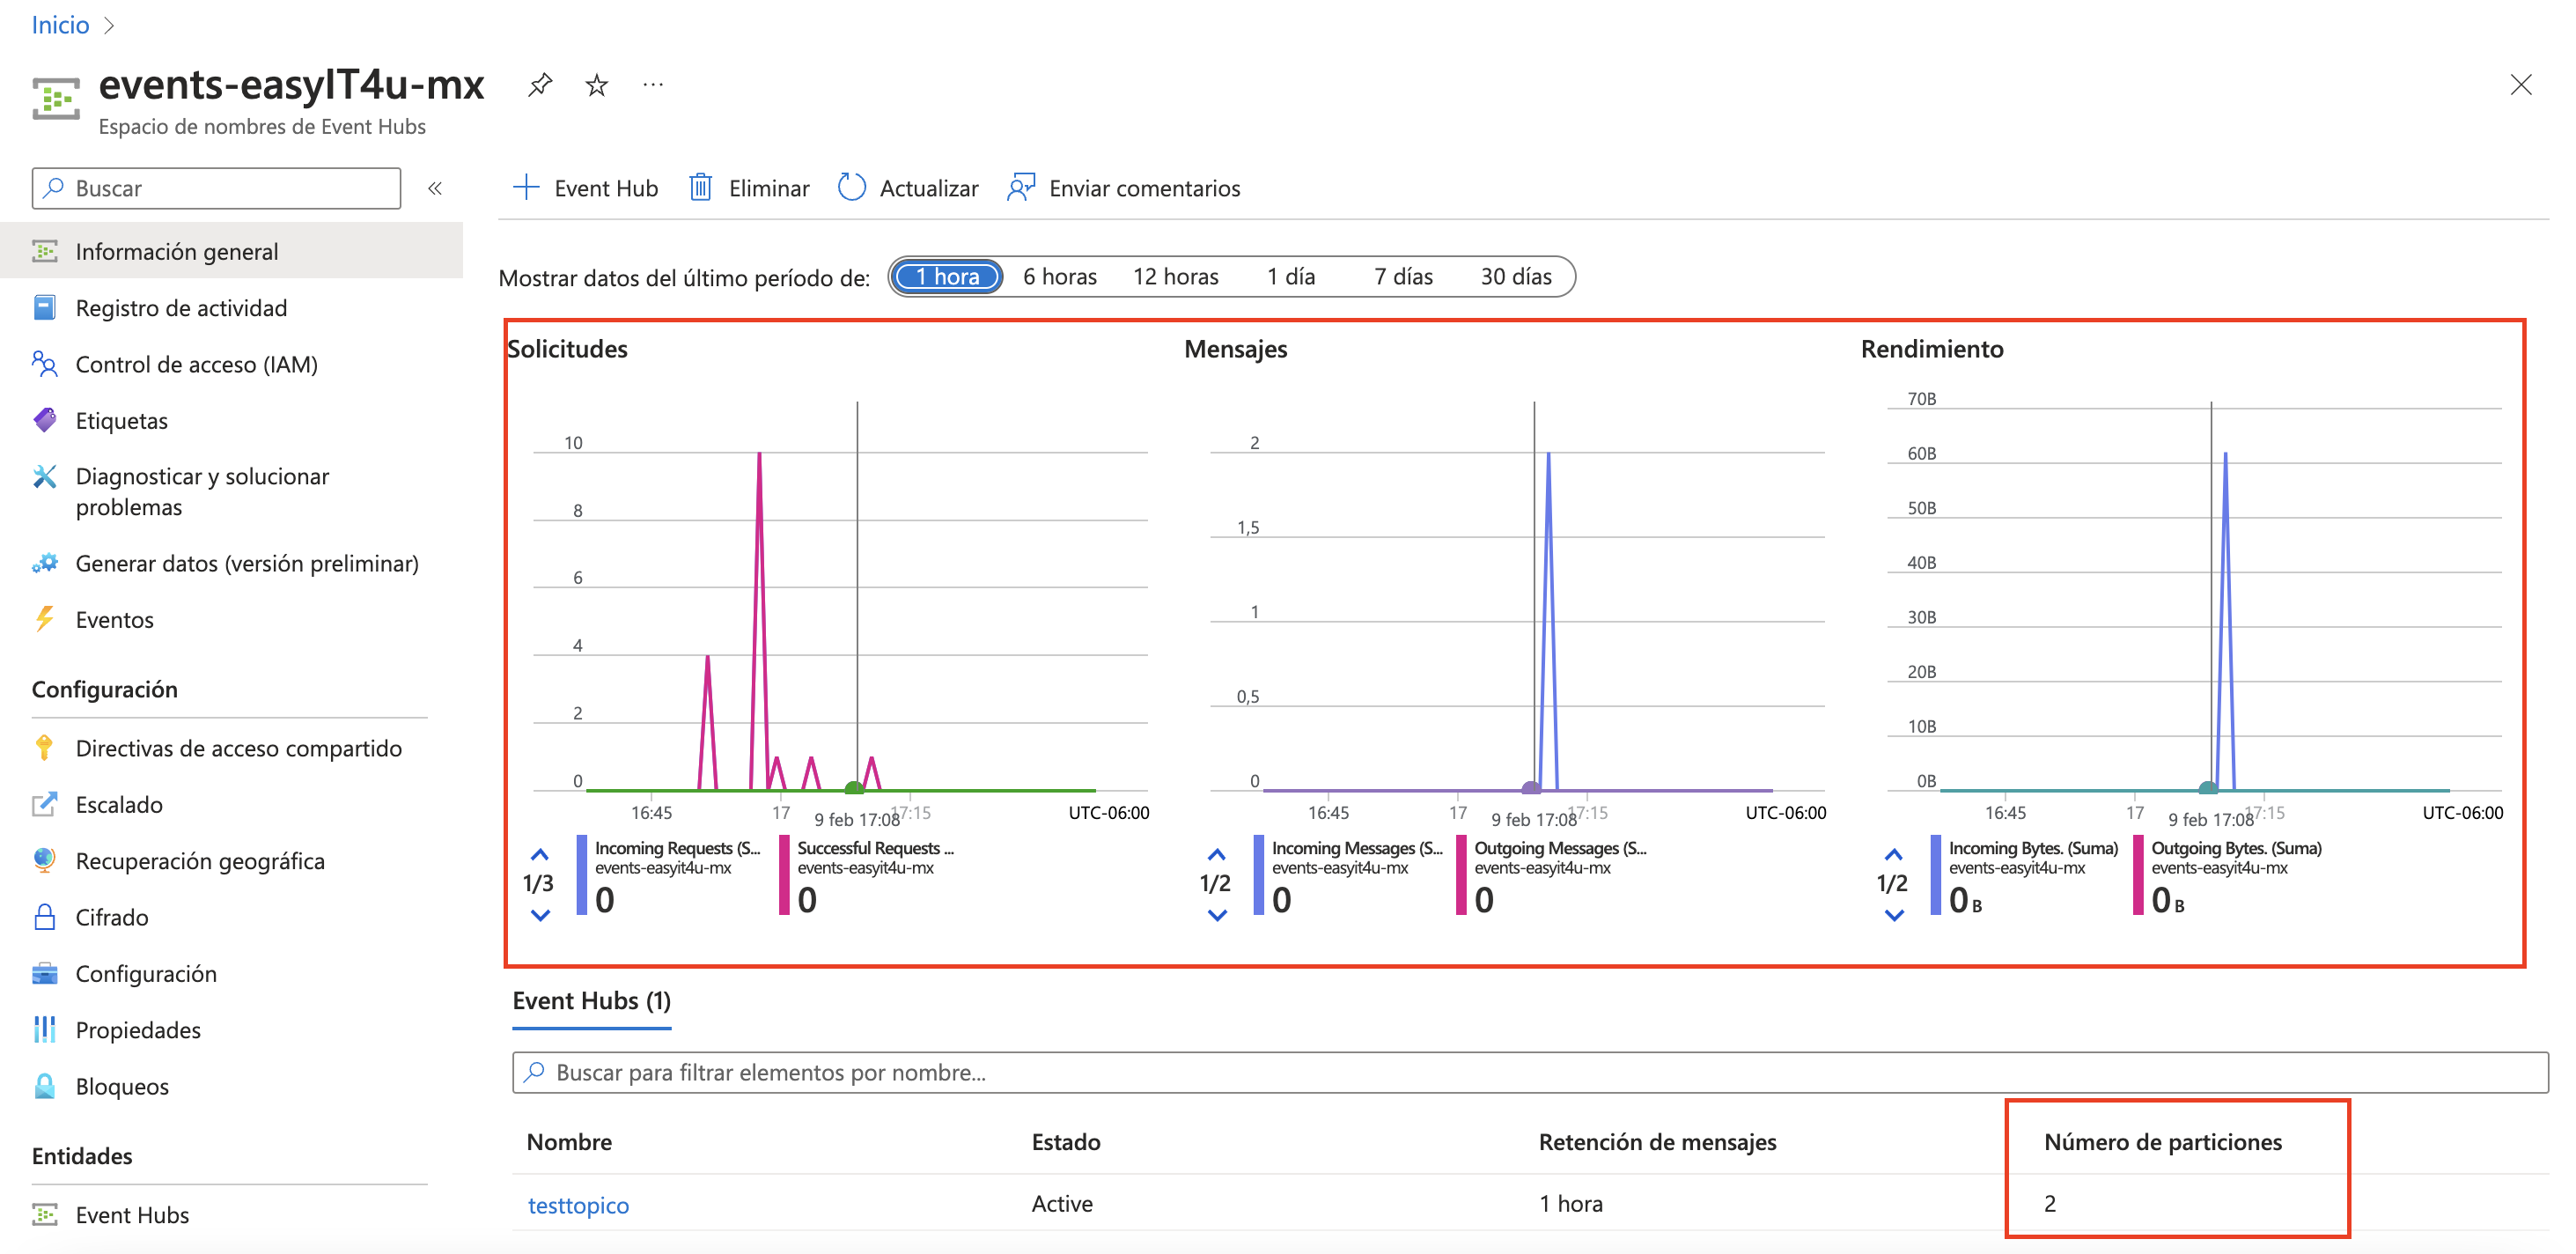 Inicio
events-easyIT4u-mx
Espacio de nombres de Event Hubs
Buscar
Información general
Registro de actividad
Control de acceso (IAM)
Etiquetas
Diagnosticar y solucionar
problemas
Generar datos (versión preliminar)
Eventos
Configuración
Directivas de acceso compartido
Escalado
Recuperación geográfica
Cifrado
Configuración
Propiedades
Bloqueos
Entidades
Event Hubs
Event Hub Eliminar Actualizar Enviar comentarios
Mostrar datos del último período de: 1 hora 6 horas 12 horas 1 día 7 días 30 días
Solicitudes
10
8
6
4
2
0
16:45 17 9 feb 17:08 17:15 UTC-06:00
1/3
Incoming Requests (S...
events-easyit4u-mx
0
Successful Requests ...
events-easyit4u-mx
0
Mensajes
2
1,5
1
0,5
0
16:45 17 9 feb 17:08 17:15 UTC-06:00
1/2
Incoming Messages (S...
events-easyit4u-mx
0
Outgoing Messages (S...
events-easyit4u-mx
0
Rendimiento
70B
60B
50B
40B
30B
20B
10B
0B
16:45 17 9 feb 17:08 17:15 UTC-06:00
1/2
Incoming Bytes. (Suma)
events-easyit4u-mx
0 B
Outgoing Bytes. (Suma)
events-easyit4u-mx
0 B
Event Hubs (1)
Buscar para filtrar elementos por nombre...
Nombre Estado Retención de mensajes Número de particiones
testtopico Active 1 hora 2